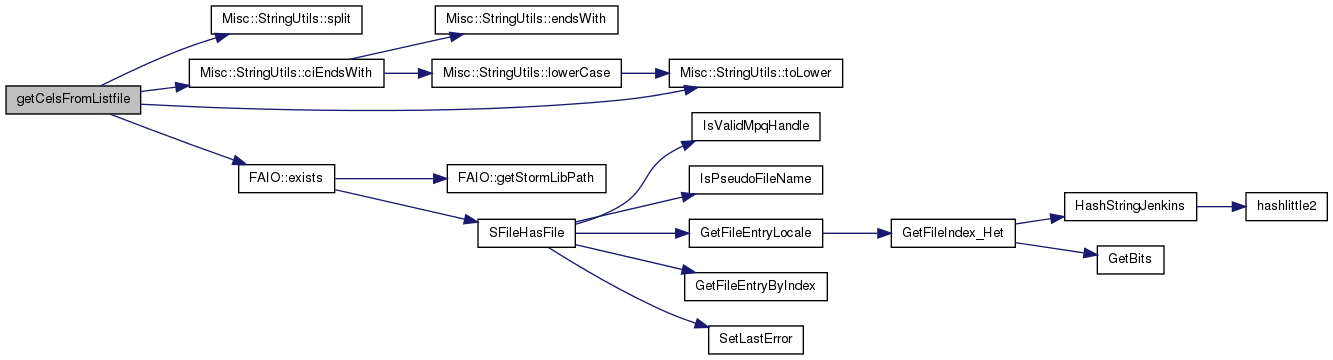 Misc::StringUtils::split
Misc::StringUtils::endsWith
Misc::StringUtils::ciEndsWith
Misc::StringUtils::lowerCase
Misc::StringUtils::toLower
getCelsFromListfile
IsValidMpqHandle
FAIO::exists
FAIO::getStormLibPath
IsPseudoFileName
HashStringJenkins
hashlittle2
SFileHasFile
GetFileEntryLocale
GetFileIndex_Het
GetBits
GetFileEntryByIndex
SetLastError